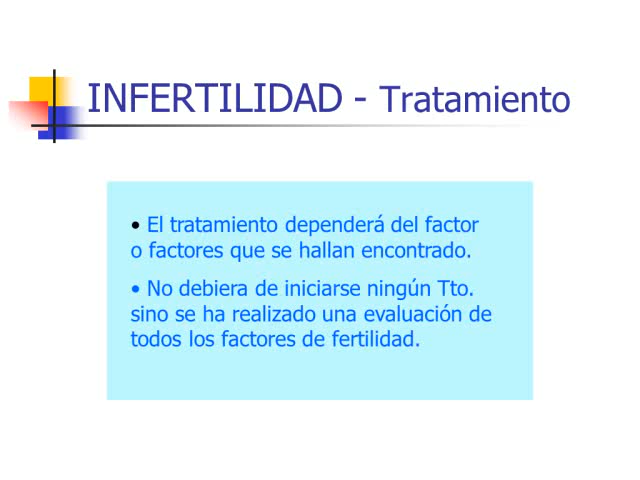 INFERTILIDAD - Tratamiento
• El tratamiento dependerá del factor
o factores que se hallan encontrado.
• No debiera de iniciarse ningún Tto.
sino se ha realizado una evaluación de
todos los factores de fertilidad.